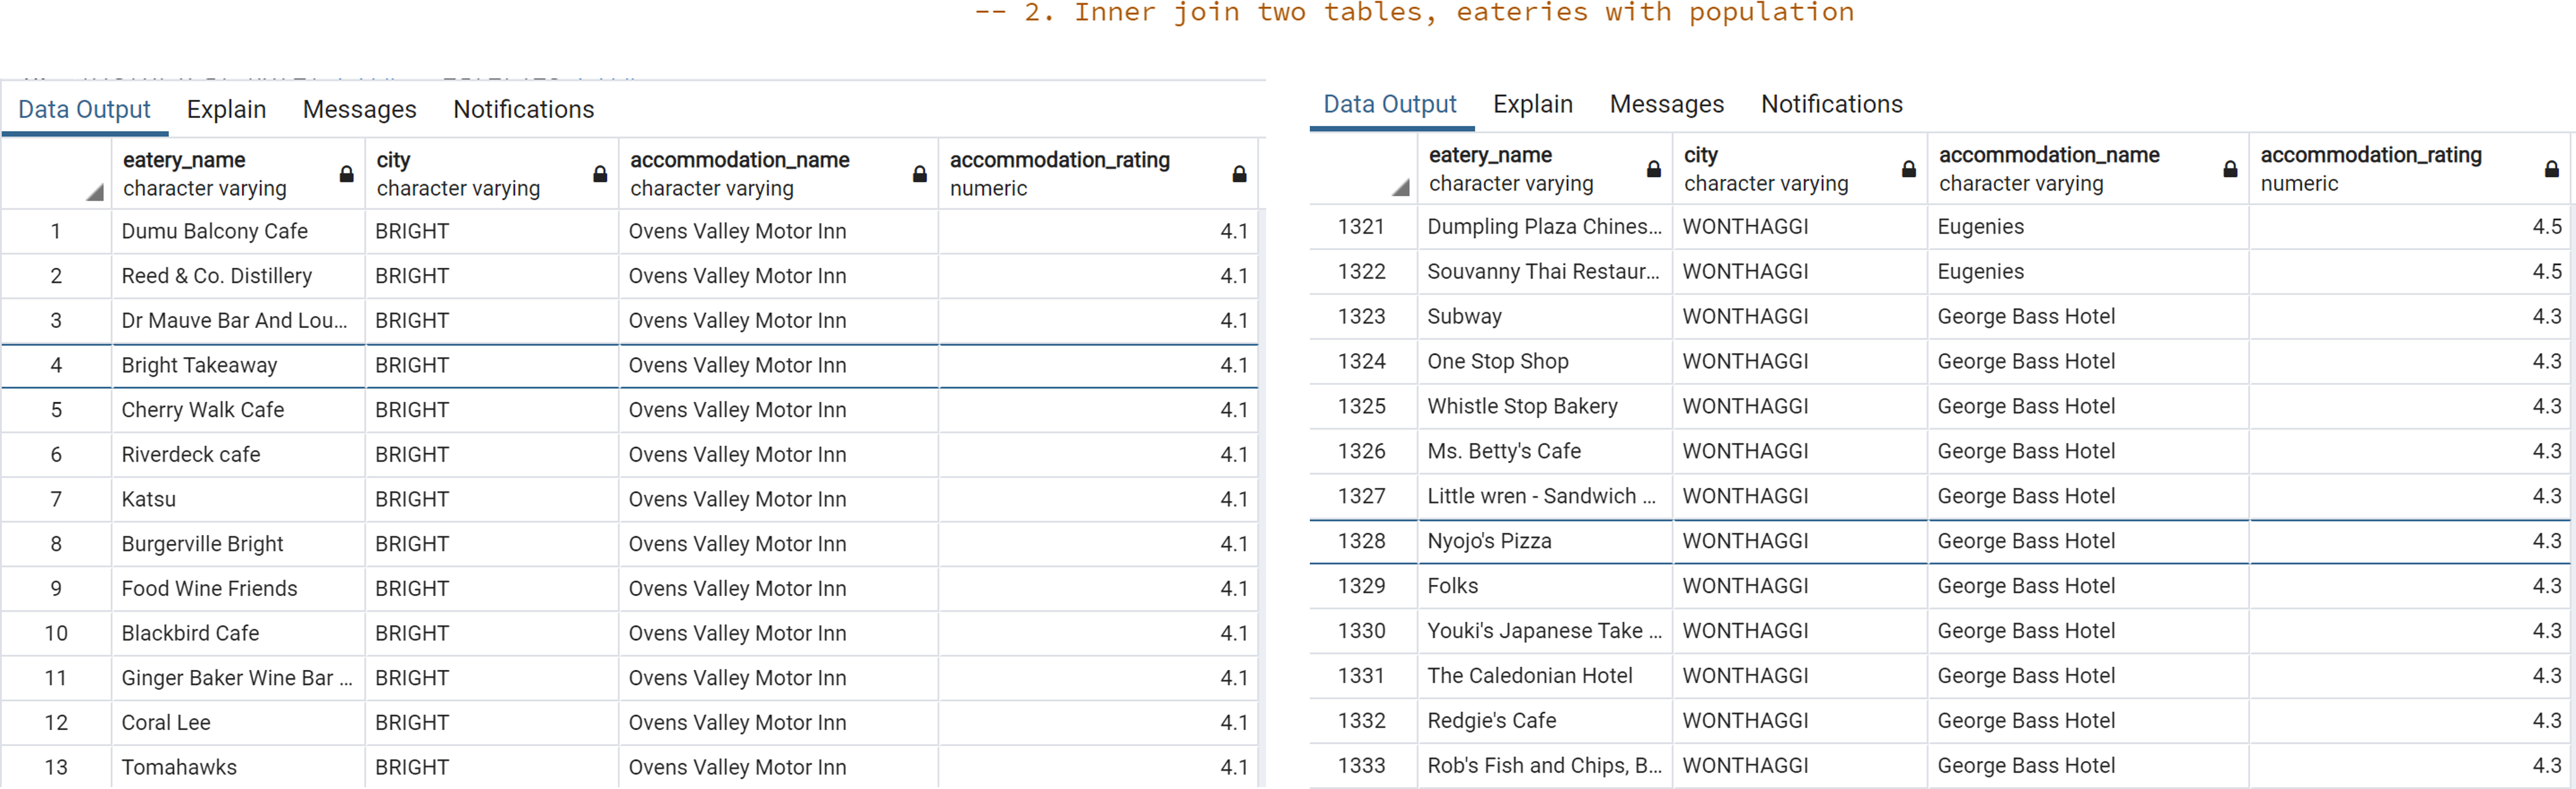 -- 2. Inner join two tables, eateries with population
Data Output Explain Messages Notifications
eatery_name city accommodation_name accommodation_rating
character varying character varying character varying numeric
1 Dumu Balcony Cafe BRIGHT Ovens Valley Motor Inn 4.1
2 Reed & Co. Distillery BRIGHT Ovens Valley Motor Inn 4.1
3 Dr Mauve Bar And Lou... BRIGHT Ovens Valley Motor Inn 4.1
4 Bright Takeaway BRIGHT Ovens Valley Motor Inn 4.1
5 Cherry Walk Cafe BRIGHT Ovens Valley Motor Inn 4.1
6 Riverdeck cafe BRIGHT Ovens Valley Motor Inn 4.1
7 Katsu BRIGHT Ovens Valley Motor Inn 4.1
8 Burgerville Bright BRIGHT Ovens Valley Motor Inn 4.1
9 Food Wine Friends BRIGHT Ovens Valley Motor Inn 4.1
10 Blackbird Cafe BRIGHT Ovens Valley Motor Inn 4.1
11 Ginger Baker Wine Bar ... BRIGHT Ovens Valley Motor Inn 4.1
12 Coral Lee BRIGHT Ovens Valley Motor Inn 4.1
13 Tomahawks BRIGHT Ovens Valley Motor Inn 4.1
Data Output Explain Messages Notifications
eatery_name city accommodation_name accommodation_rating
character varying character varying character varying numeric
1321 Dumpling Plaza Chines... WONTHAGGI Eugenies 4.5
1322 Souvanny Thai Restaur... WONTHAGGI Eugenies 4.5
1323 Subway WONTHAGGI George Bass Hotel 4.3
1324 One Stop Shop WONTHAGGI George Bass Hotel 4.3
1325 Whistle Stop Bakery WONTHAGGI George Bass Hotel 4.3
1326 Ms. Betty's Cafe WONTHAGGI George Bass Hotel 4.3
1327 Little wren - Sandwich ... WONTHAGGI George Bass Hotel 4.3
1328 Nyojo's Pizza WONTHAGGI George Bass Hotel 4.3
1329 Folks WONTHAGGI George Bass Hotel 4.3
1330 Youki's Japanese Take ... WONTHAGGI George Bass Hotel 4.3
1331 The Caledonian Hotel WONTHAGGI George Bass Hotel 4.3
1332 Redgie's Cafe WONTHAGGI George Bass Hotel 4.3
1333 Rob's Fish and Chips, B... WONTHAGGI George Bass Hotel 4.3